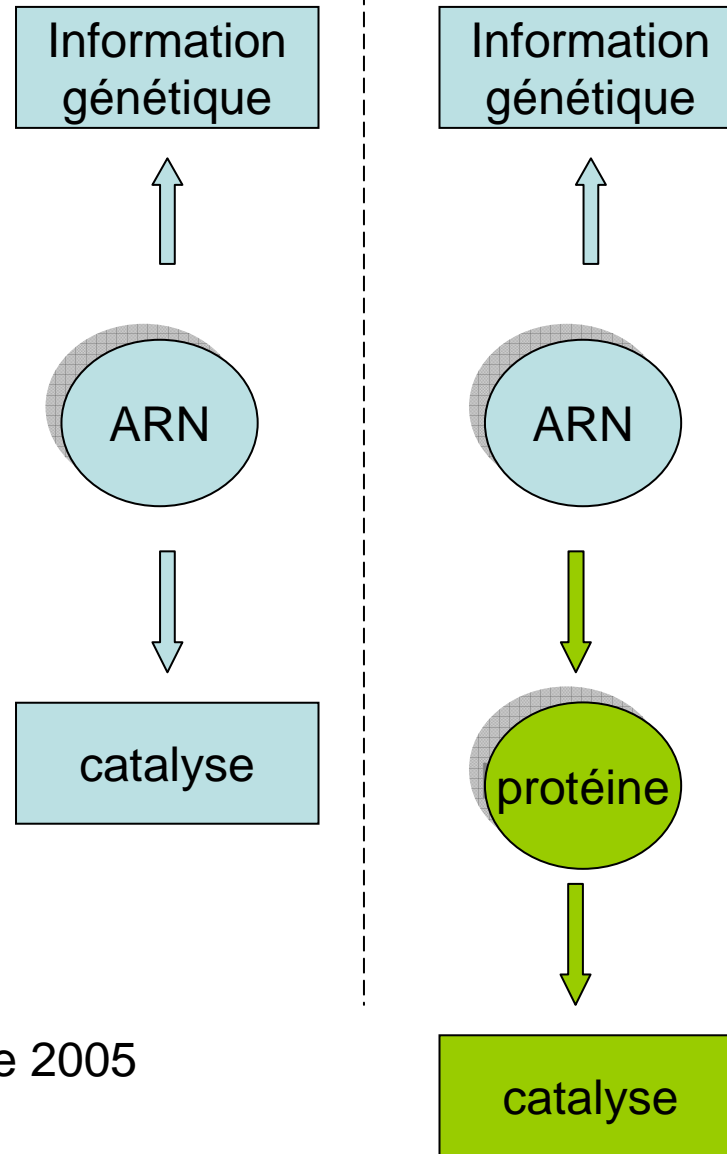 Information
génétique
ARN
catalyse
Information
génétique
ARN
protéine
catalyse
2005